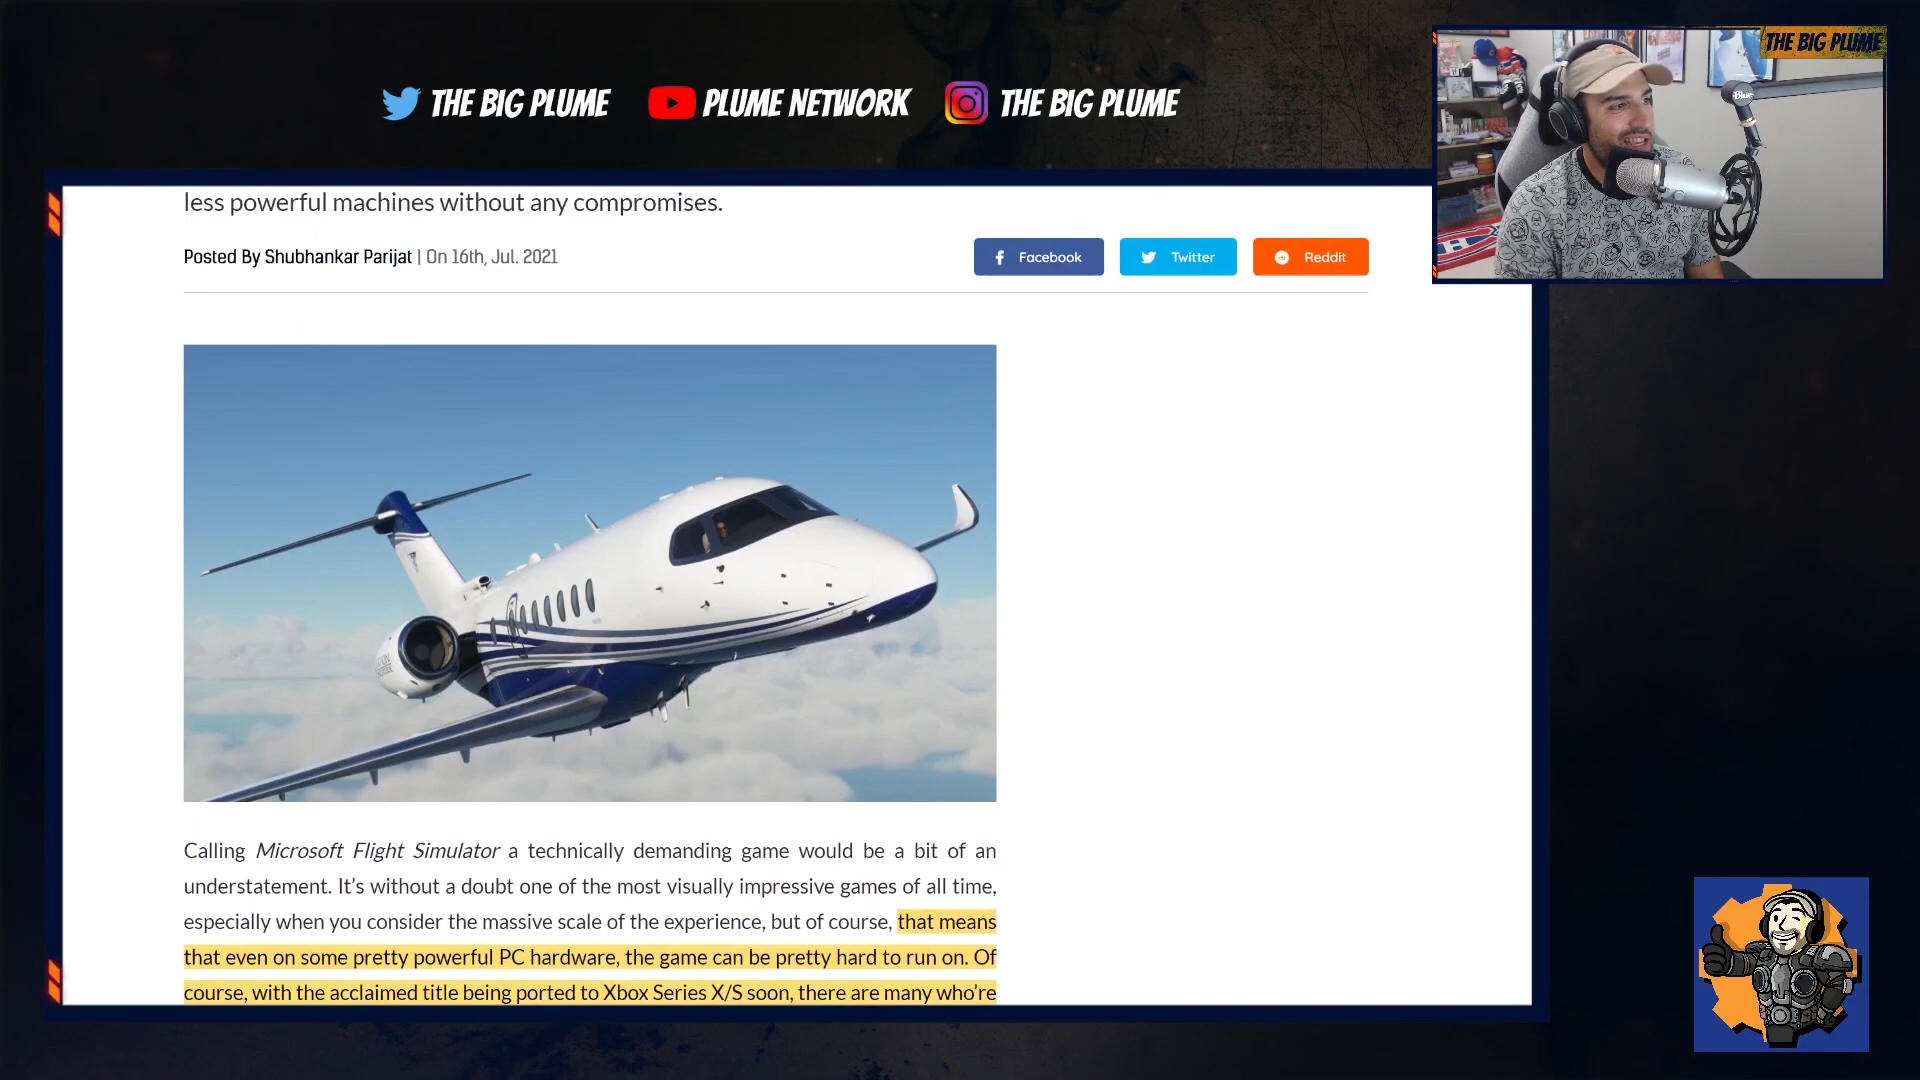 THE BIG PLUME
PLUME NETWORK
THE BIG PLUME
THE BIG PLUME
Blue
less powerful machines without any compromises.
Posted By Shubhankar Parijat | On 16th, Jul. 2021
Facebook
Twitter
Reddit
Calling Microsoft Flight Simulator a technically demanding game would be a bit of an
understatement. It’s without a doubt one of the most visually impressive games of all time,
especially when you consider the massive scale of the experience, but of course, that means
that even on some pretty powerful PC hardware, the game can be pretty hard to run on. Of
course, with the acclaimed title being ported to Xbox Series X/S soon, there are many who’re